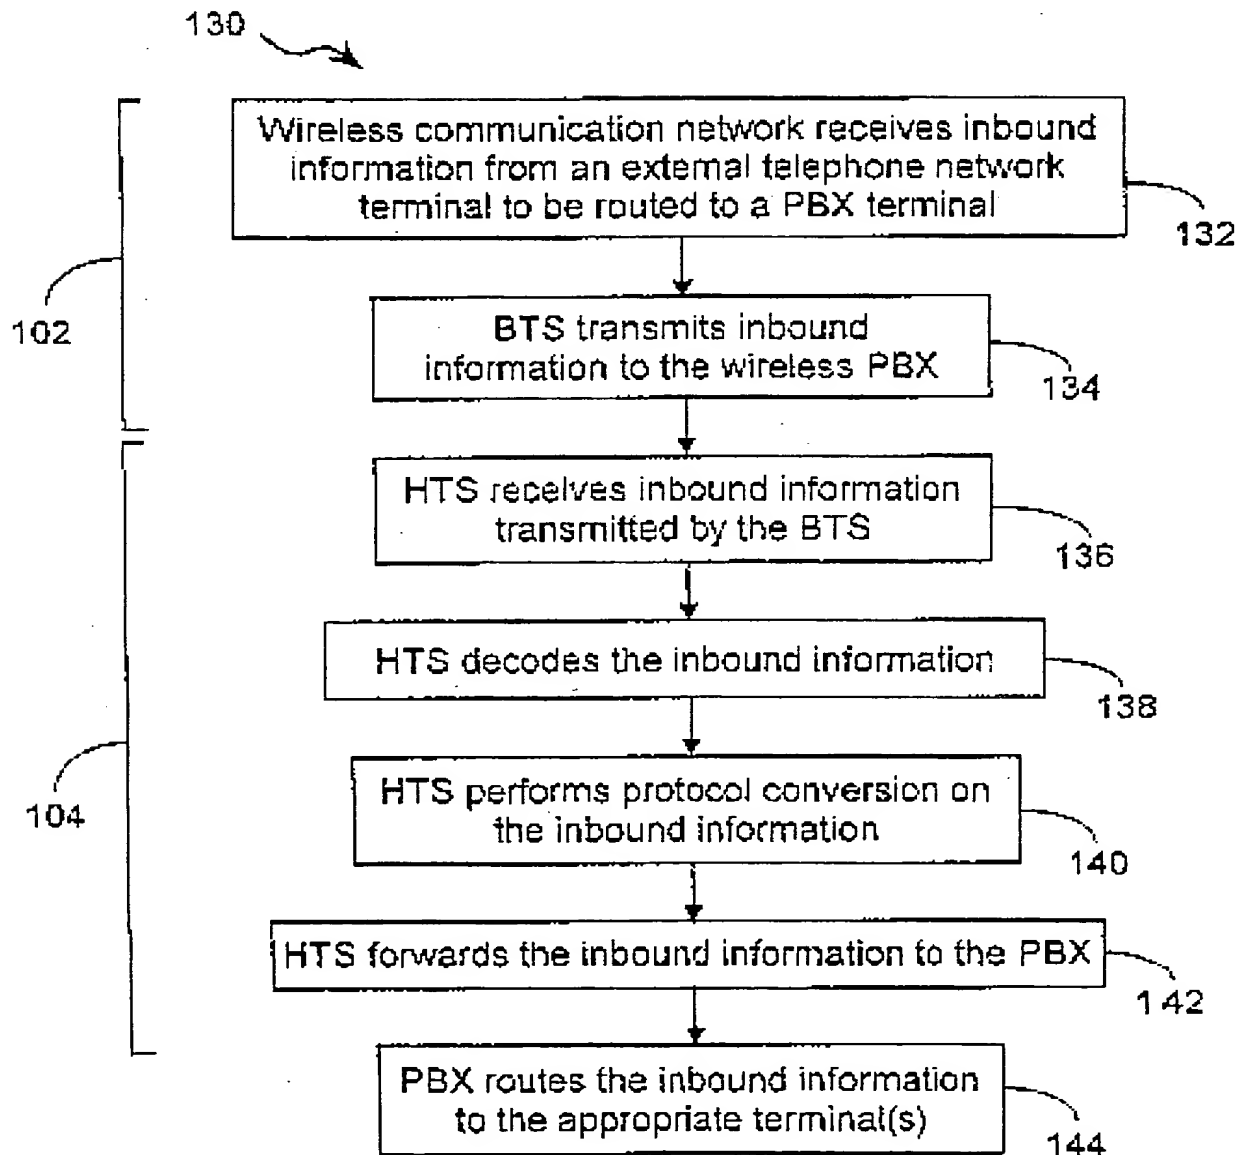 130
Wireless communication network receives inbound
information from an external telephone network
terminal to be routed to a PBX terminal
132
102
BTS transmits inbound
information to the wireless PBX
134
HTS receives inbound information
transmitted by the BTS
136
HTS decodes the inbound information
138
104
HTS performs protocol conversion on
the inbound information
140
HTS forwards the inbound information to the PBX
142
PBX routes the inbound information
to the appropriate terminal(s)
144